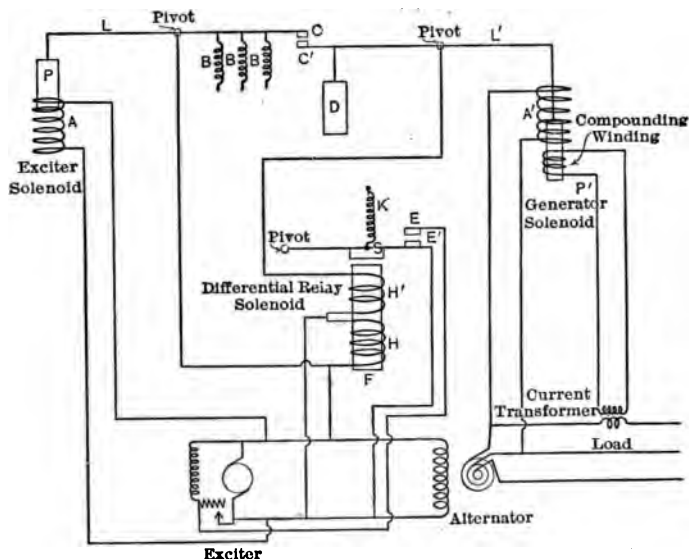 Pivot
L
C
C'
Pivot
L'
P
B B B
D
A
A'
Compounding
Winding
Exciter
Solenoid
K
P'
Generator
Solenoid
Pivot
S
E
E'
Differential Relay
Solenoid
H'
H
F
Current
Transformer
Load
Alternator
Exciter